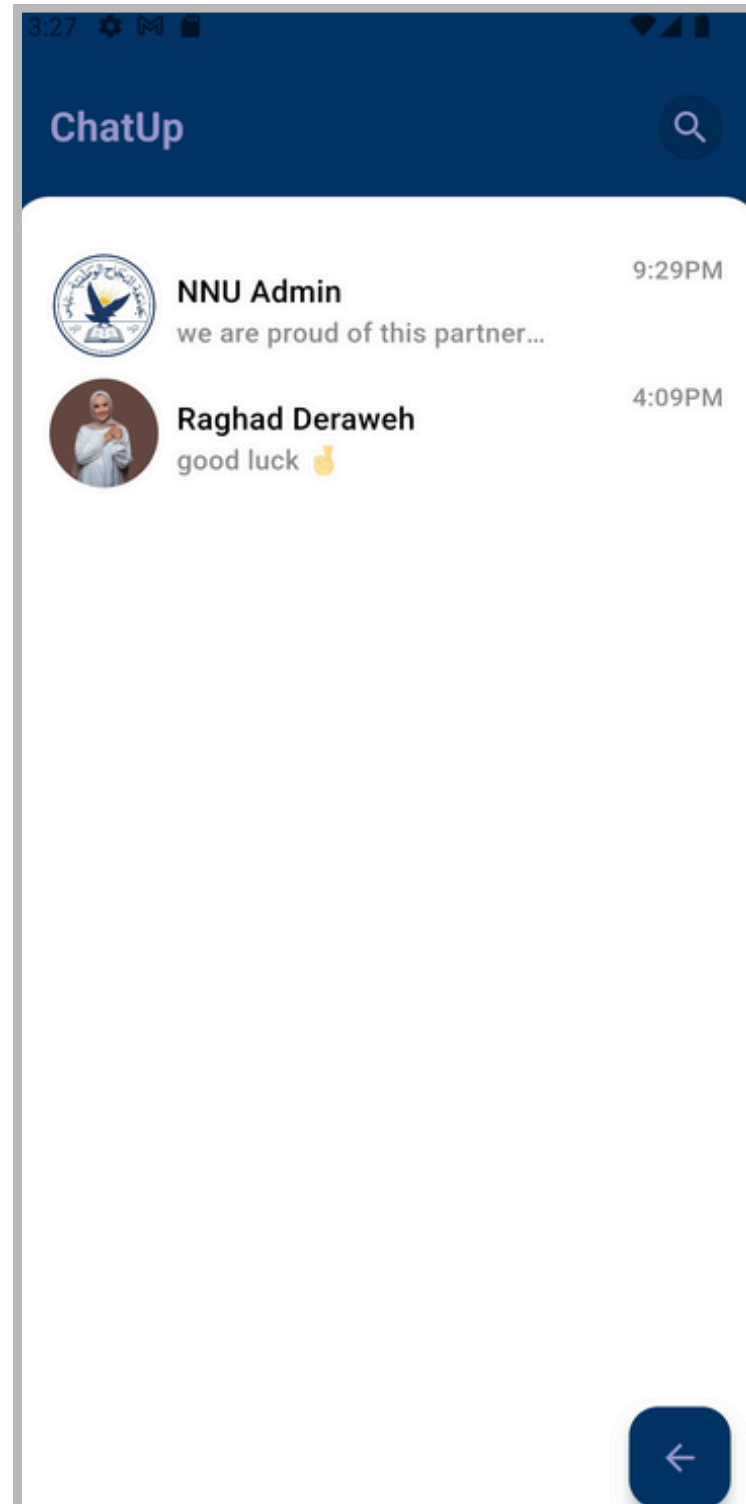 3:27
ChatUp
NNU Admin
9:29PM
we are proud of this partner...
Raghad Deraweh
4:09PM
good luck 🤞